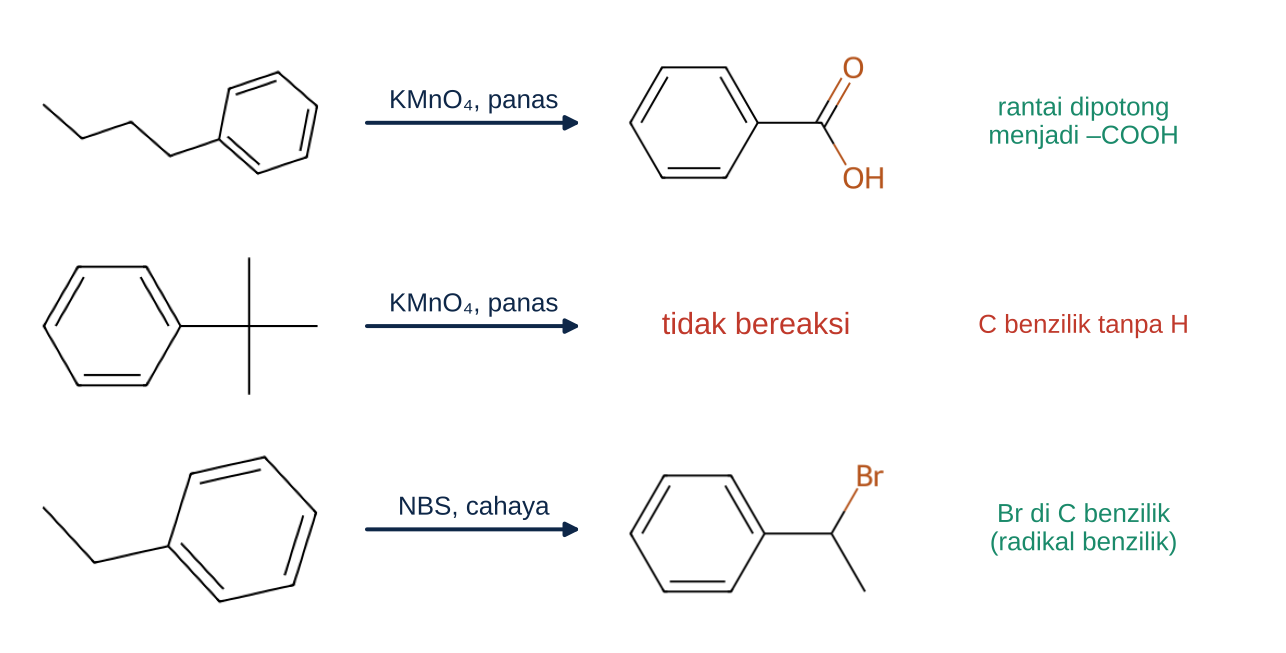 KMnO₄, panas
O
OH
rantai dipotong
menjadi –COOH
KMnO₄, panas
tidak bereaksi
C benzilik tanpa H
NBS, cahaya
Br
Br di C benzilik
(radikal benzilik)